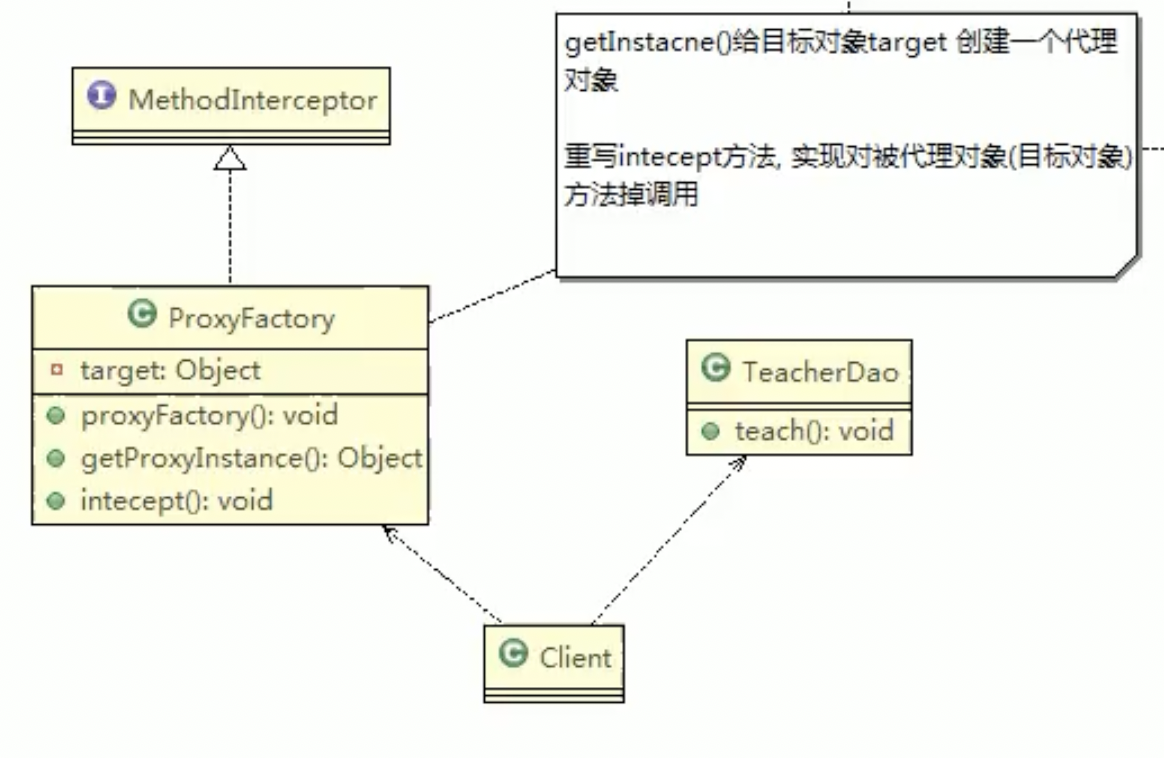 getInstacne()给目标对象target 创建一个代理
对象
重写intecept方法, 实现对被代理对象(目标对象)
方法掉调用
MethodInterceptor
ProxyFactory
target: Object
proxyFactory(): void
getProxyInstance(): Object
intecept(): void
TeacherDao
teach(): void
Client